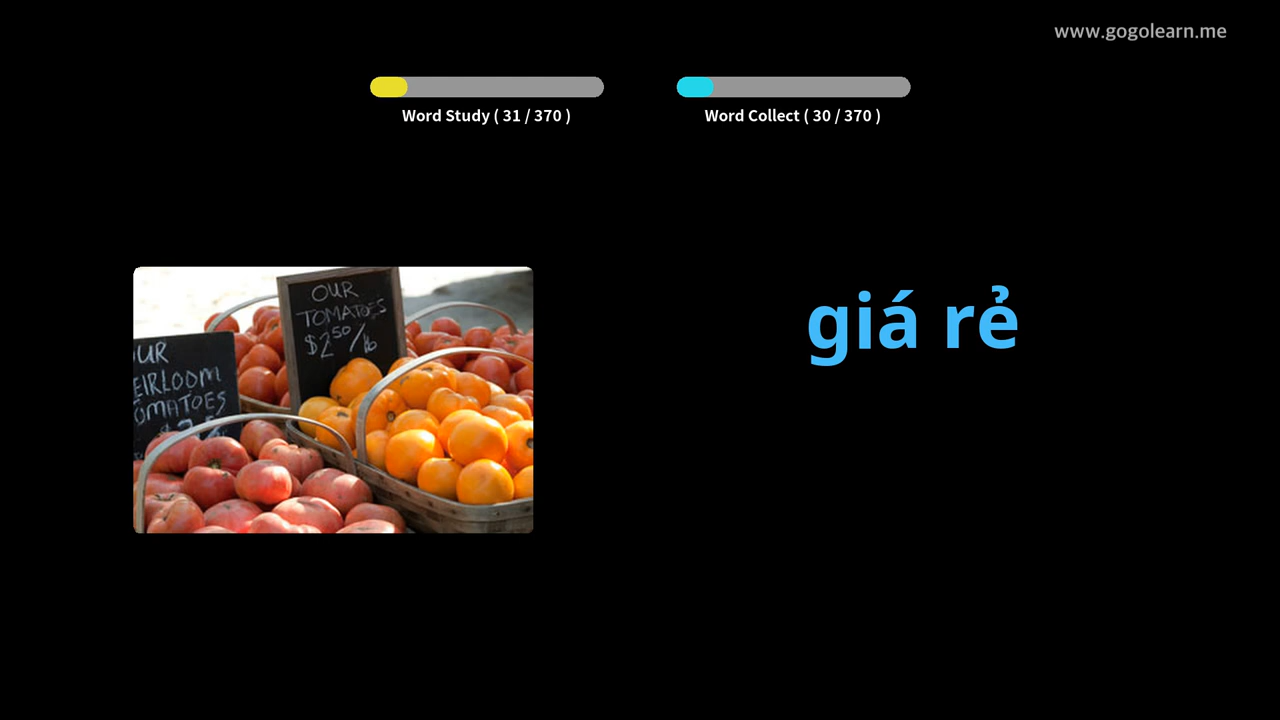 www.gogolearn.me
Word Study ( 31 / 370 )
Word Collect ( 30 / 370 )
OUR
TOMATOES
$2.50/lb
UR
EIRLOOM
OMATOES
giá rẻ